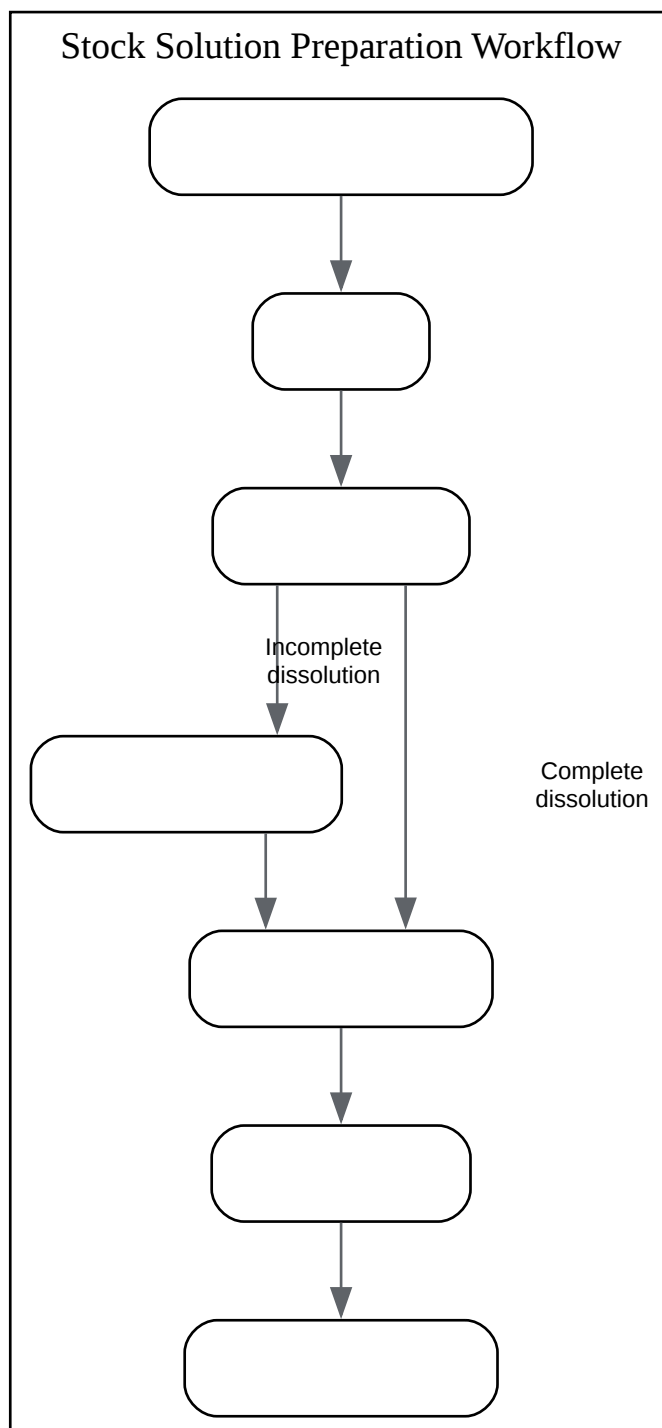 Stock Solution Preparation Workflow
Incomplete
dissolution
Complete
dissolution